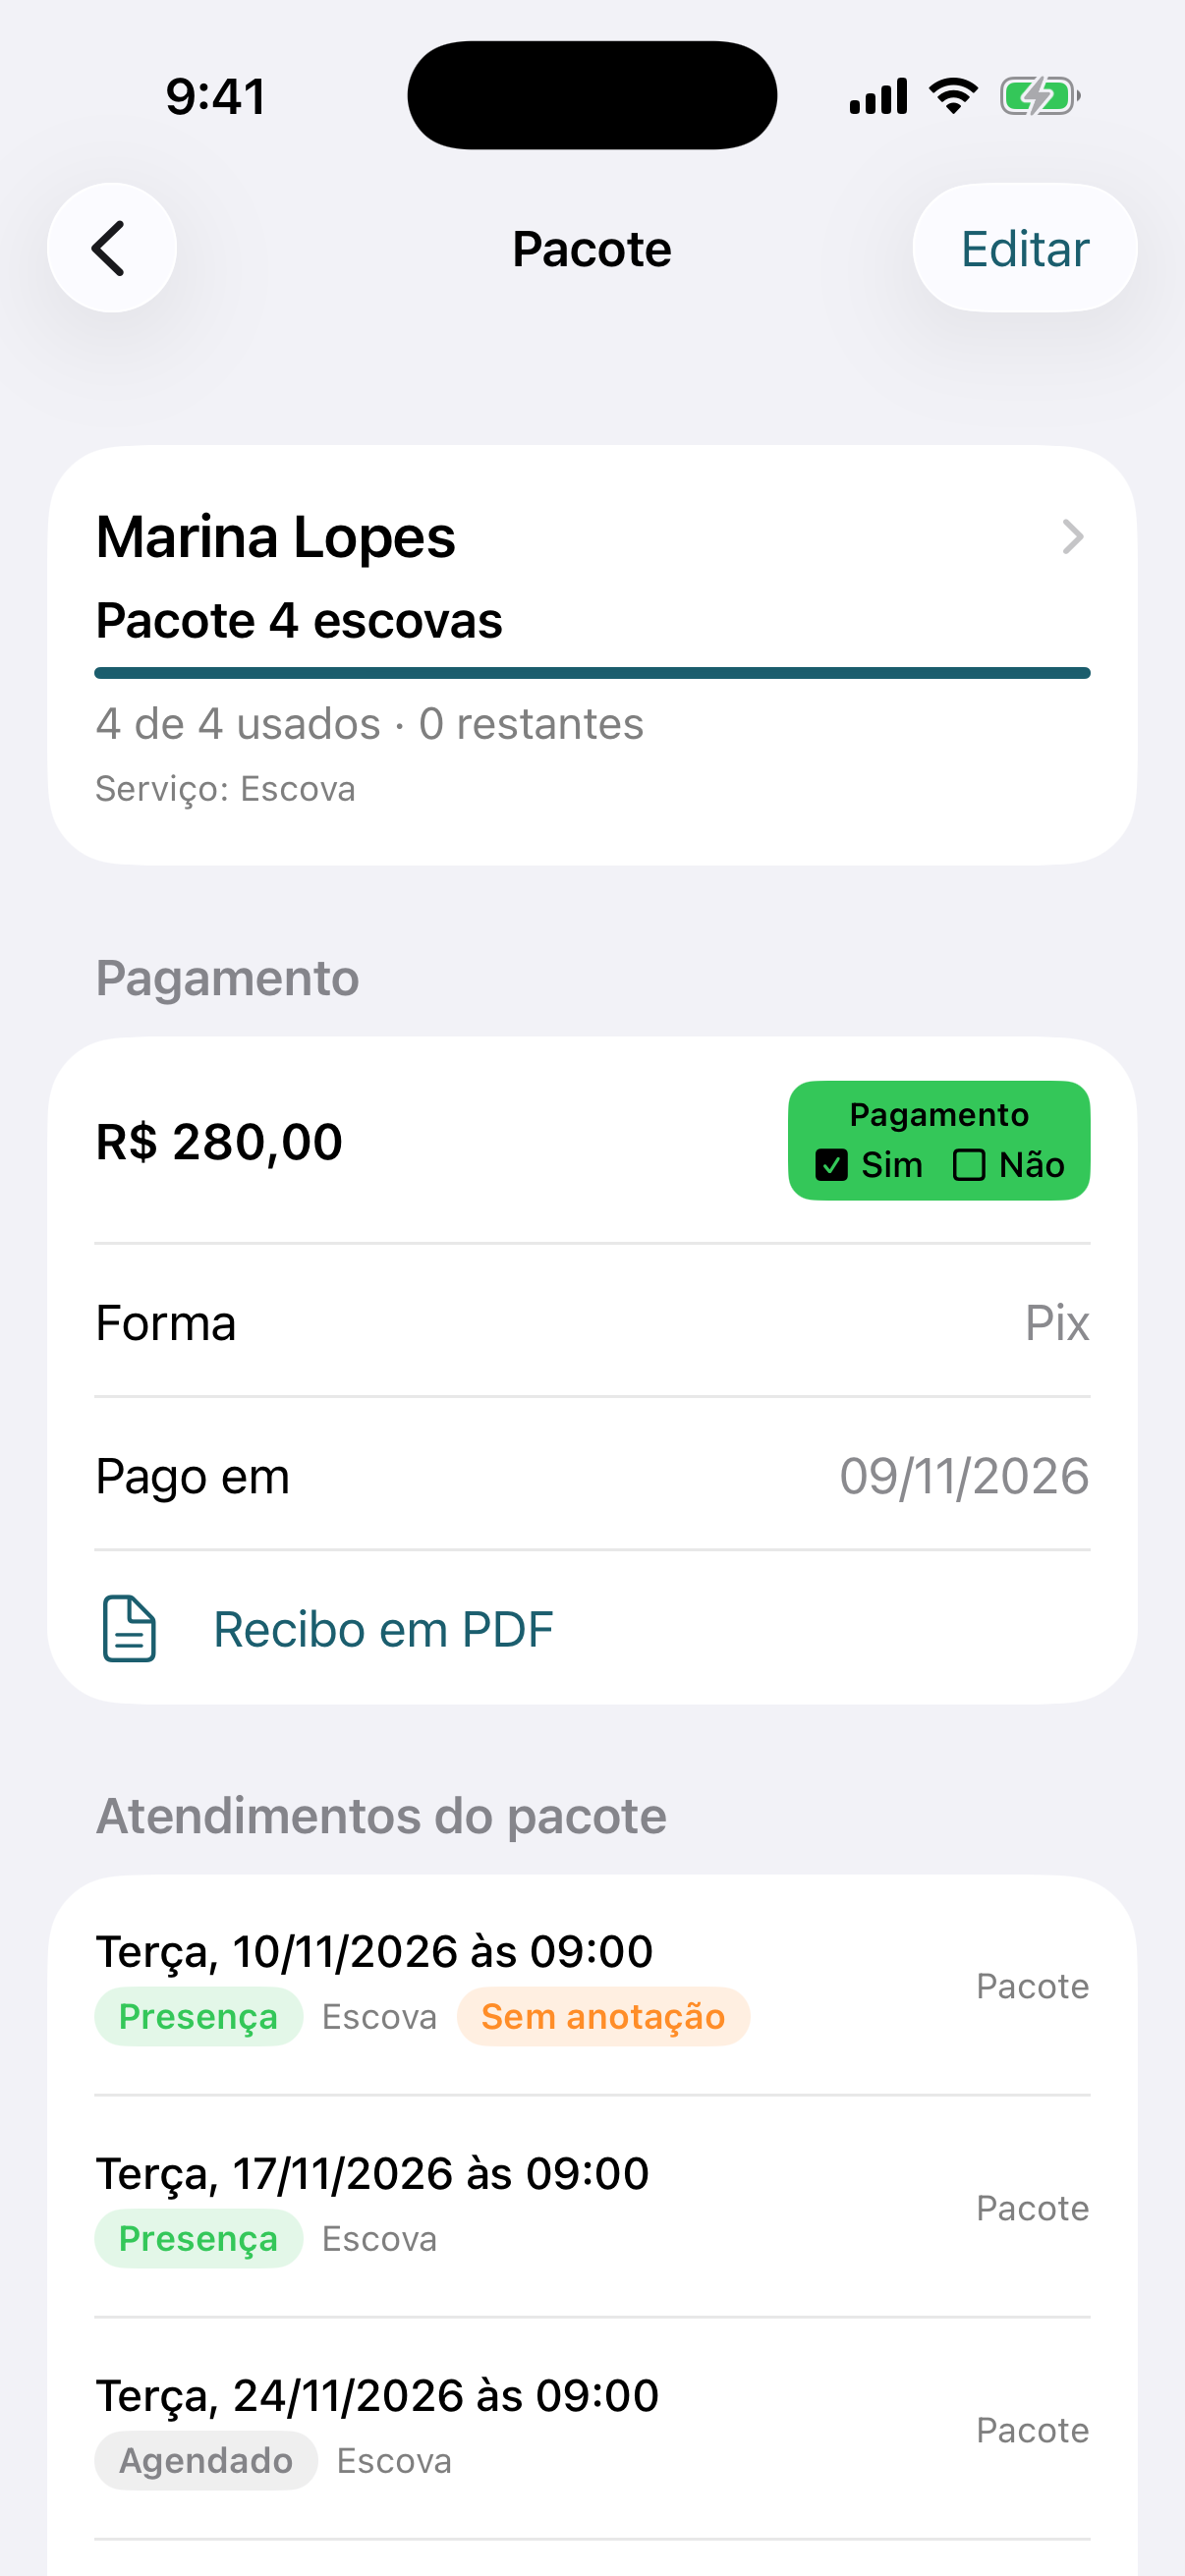 9:41
Pacote
Editar
Marina Lopes
Pacote 4 escovas
4 de 4 usados · 0 restantes
Serviço: Escova
Pagamento
R$ 280,00
Pagamento
Sim Não
Forma Pix
Pago em 09/11/2026
Recibo em PDF
Atendimentos do pacote
Terça, 10/11/2026 às 09:00
Presença Escova Sem anotação
Pacote
Terça, 17/11/2026 às 09:00
Presença Escova
Pacote
Terça, 24/11/2026 às 09:00
Agendado Escova
Pacote